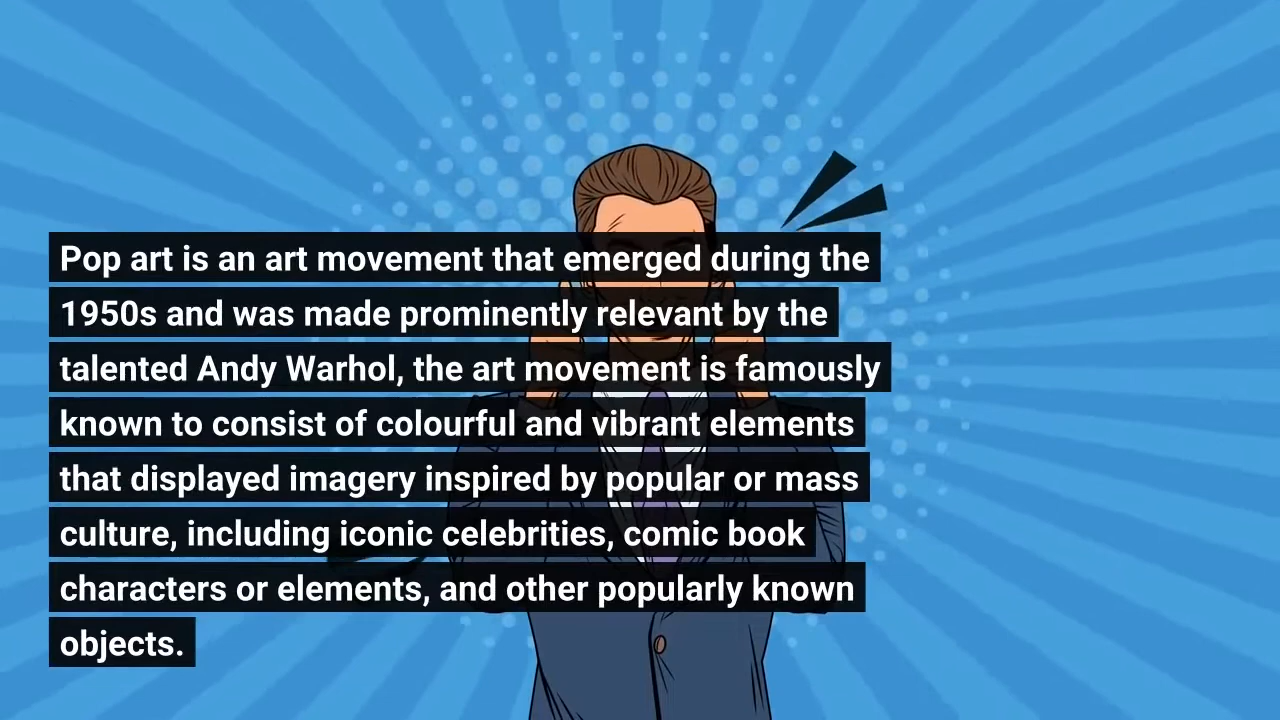 Pop art is an art movement that emerged during the
1950s and was made prominently relevant by the
talented Andy Warhol, the art movement is famously
known to consist of colourful and vibrant elements
that displayed imagery inspired by popular or mass
culture, including iconic celebrities, comic book
characters or elements, and other popularly known
objects.